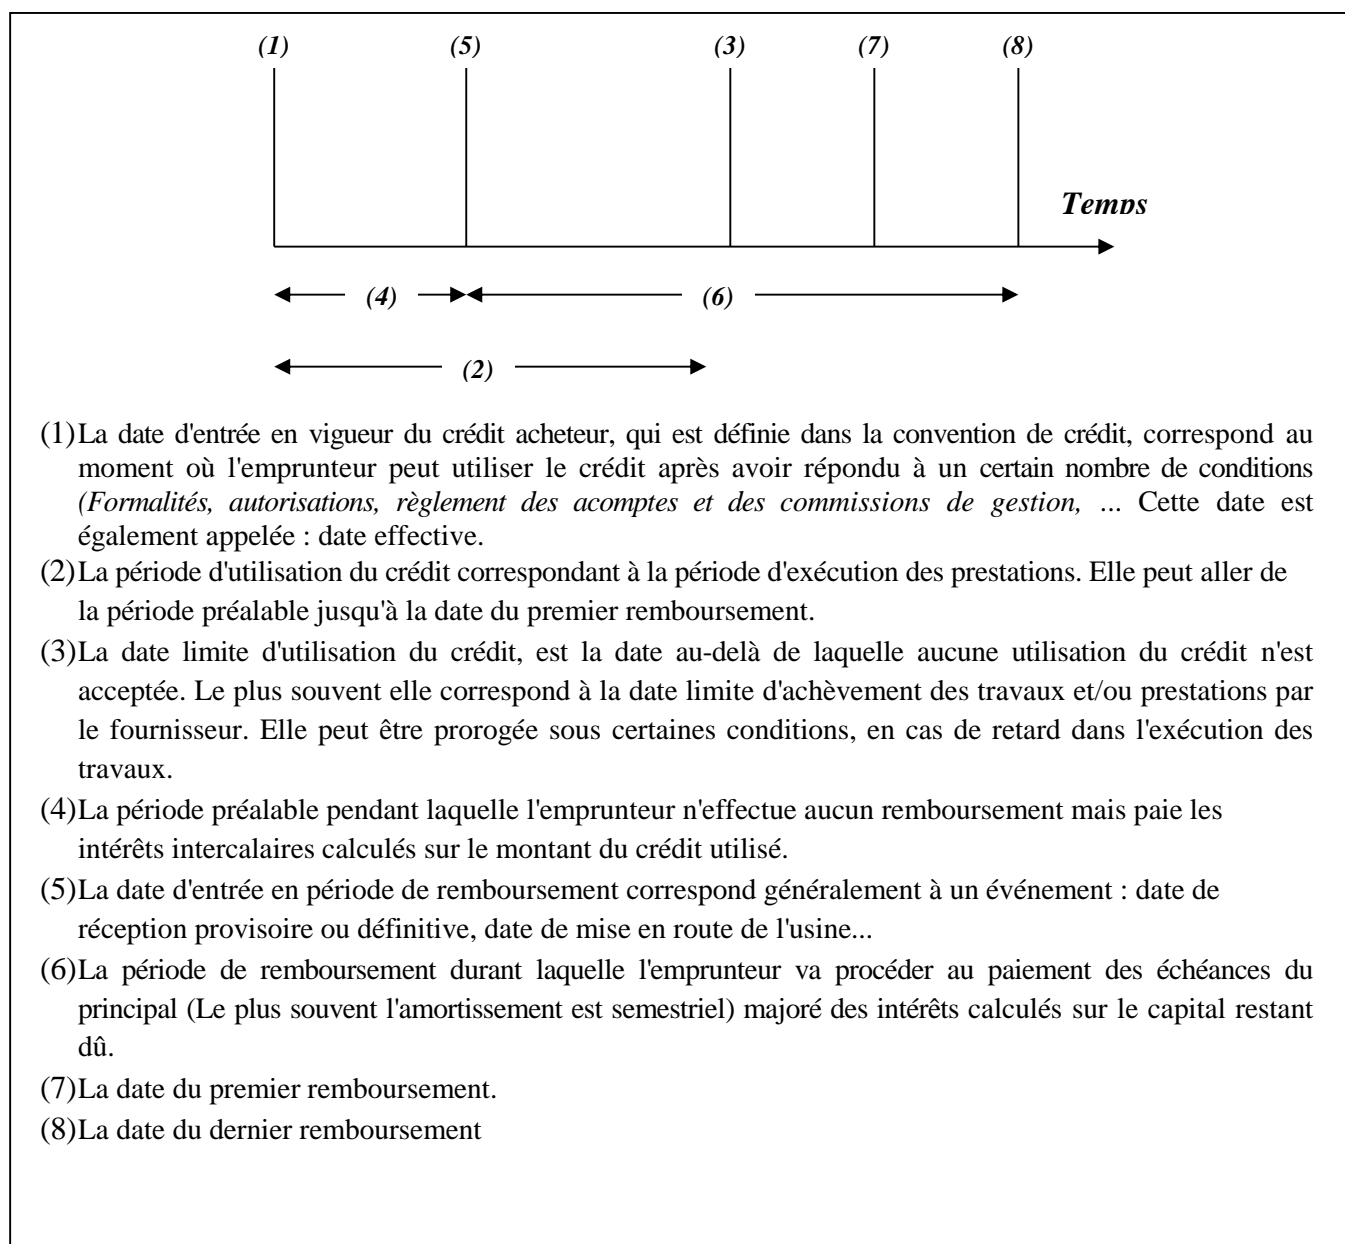 (1) (5) (3) (7) (8)
Temps
(4) (6)
(2)
(1)La date d'entrée en vigueur du crédit acheteur, qui est définie dans la convention de crédit, correspond au
moment où l'emprunteur peut utiliser le crédit après avoir répondu à un certain nombre de conditions
(Formalités, autorisations, règlement des acomptes et des commissions de gestion, ... Cette date est
également appelée : date effective.
(2)La période d'utilisation du crédit correspondant à la période d'exécution des prestations. Elle peut aller de
la période préalable jusqu'à la date du premier remboursement.
(3)La date limite d'utilisation du crédit, est la date au-delà de laquelle aucune utilisation du crédit n'est
acceptée. Le plus souvent elle correspond à la date limite d'achèvement des travaux et/ou prestations par
le fournisseur. Elle peut être prorogée sous certaines conditions, en cas de retard dans l'exécution des
travaux.
(4)La période préalable pendant laquelle l'emprunteur n'effectue aucun remboursement mais paie les
intérêts intercalaires calculés sur le montant du crédit utilisé.
(5)La date d'entrée en période de remboursement correspond généralement à un événement : date de
réception provisoire ou définitive, date de mise en route de l'usine...
(6)La période de remboursement durant laquelle l'emprunteur va procéder au paiement des échéances du
principal (Le plus souvent l'amortissement est semestriel) majoré des intérêts calculés sur le capital restant
dû.
(7)La date du premier remboursement.
(8)La date du dernier remboursement